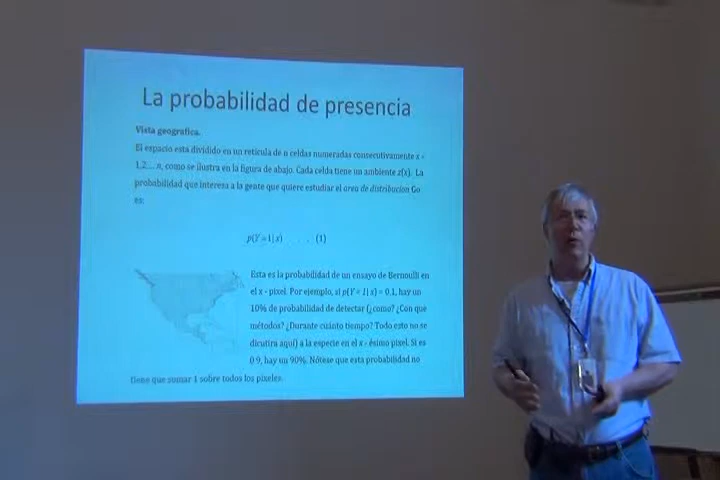 La probabilidad de presencia
Vista geografica.
El espacio esta dividido en un reticula de n celdas numeradas consecutivamente x =
1,2,... n, como se ilustra en la figura de abajo. Cada celda tiene un ambiente z(x). La
probabilidad que interesa a la gente que quiere estudiar el area de distribucion Go
es:
p(Y = 1| x) . . . (1)
Esta es la probabilidad de un ensayo de Bernoulli en
el x - pixel. Por ejemplo, si p(Y = 1| x) = 0.1, hay un
10% de probabilidad de detectar (¿como? ¿Con que
métodos? ¿Durante cuánto tiempo? Todo esto no se
dicutira aquí) a la especie en el x - ésimo pixel. Si es
0.9, hay un 90%. Nótese que esta probabilidad no
tiene que sumar 1 sobre todos los pixeles.